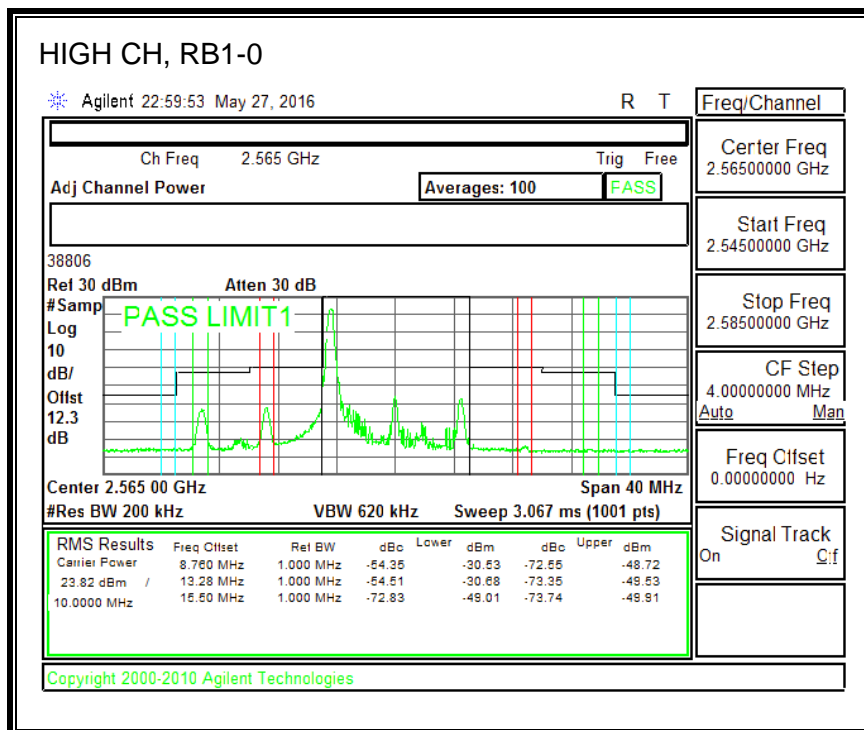 HIGH CH, RB1-0
Agilent 22:59:53 May 27, 2016 R T
Freq/Channel
Ch Freq 2.565 GHz Trig Free
Adj Channel Power Averages: 100 PASS
Center Freq
2.56500000 GHz
Start Freq
2.54500000 GHz
38806
Ref 30 dBm Atten 30 dB
#Samp
Log
10
dB/
Offst
12.3
dB
PASS LIMIT1
Stop Freq
2.58500000 GHz
CF Step
4.00000000 MHz
Auto Man
Freq Offset
0.00000000 Hz
Center 2.565 00 GHz Span 40 MHz
#Res BW 200 kHz VBW 620 kHz Sweep 3.067 ms (1001 pts)
Signal Track
On Off
RMS Results Freq Offset Ref BW dBc Lower dBm dBc Upper dBm
Carrier Power 8.760 MHz 1.000 MHz -54.35 -30.53 -72.55 -48.72
23.82 dBm / 13.28 MHz 1.000 MHz -54.51 -30.68 -73.35 -49.53
10.0000 MHz 15.50 MHz 1.000 MHz -72.83 -49.01 -73.74 -49.91
Copyright 2000-2010 Agilent Technologies